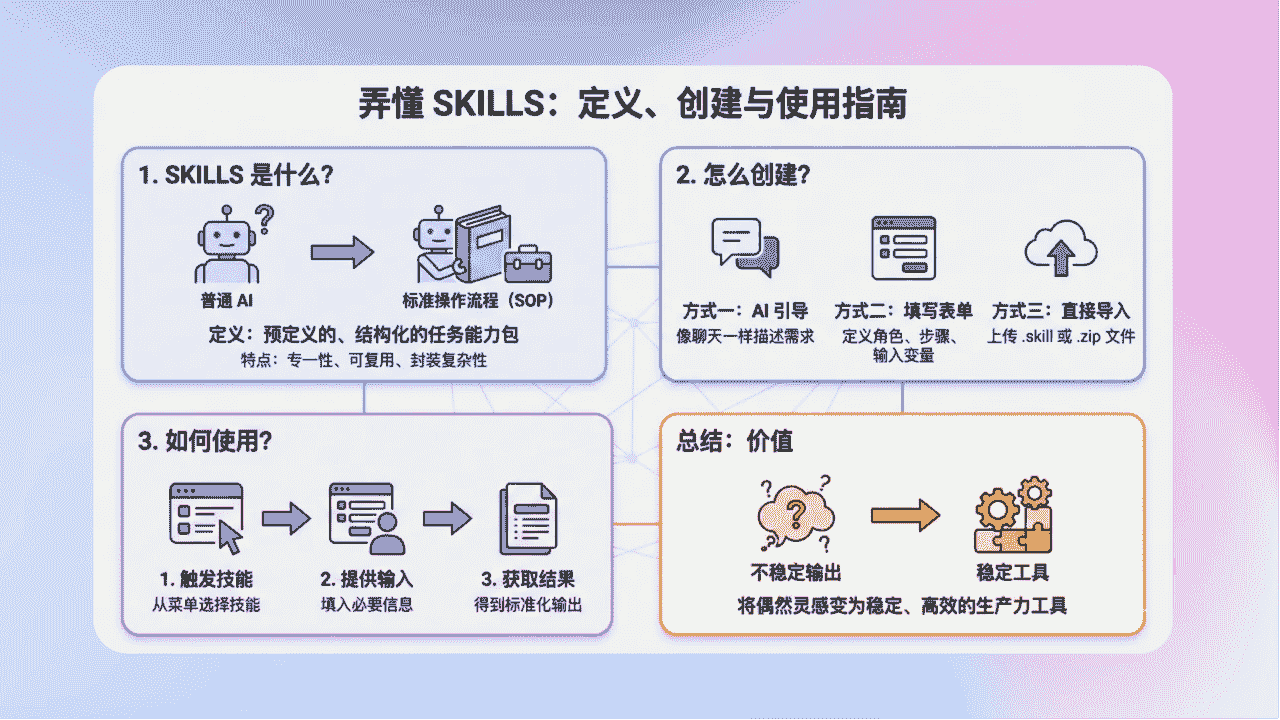 弄懂 SKILLS：定义、创建与使用指南
1. SKILLS 是什么?
?
普通 AI
标准操作流程（SOP）
定义：预定义的、结构化的任务能力包
特点：专一性、可复用、封装复杂性
2. 怎么创建?
方式一：AI 引导
像聊天一样描述需求
方式二：填写表单
定义角色、步骤、
输入变量
方式三：直接导入
上传 .skill 或 .zip 文件
3. 如何使用?
1. 触发技能
从菜单选择技能
2. 提供输入
填入必要信息
3. 获取结果
得到标准化输出
总结：价值
? ? ? ? ?
不稳定输出
稳定工具
将偶然灵感变为稳定、高效的生产力工具